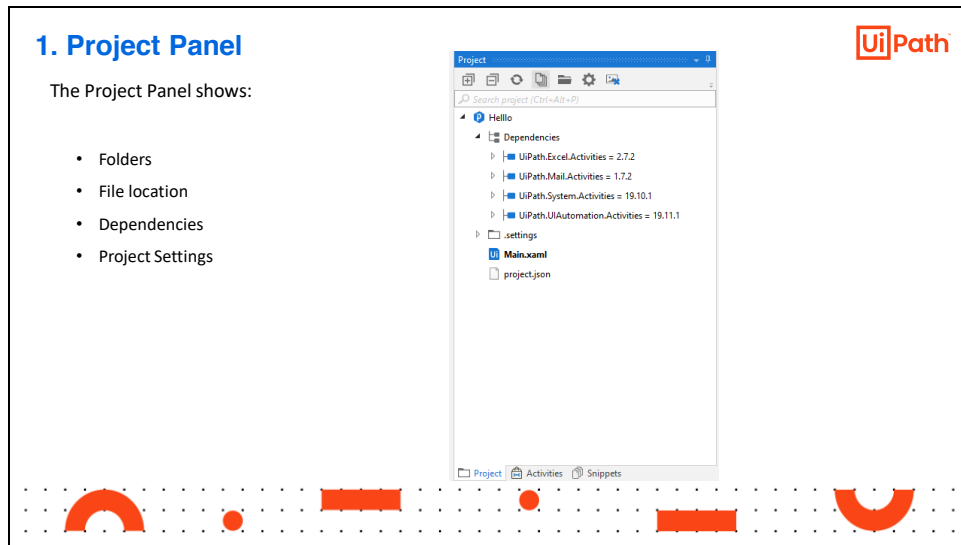 1. Project Panel
UiPath
The Project Panel shows:
• Folders
• File location
• Dependencies
• Project Settings
Project
Search project (Ctrl+Alt+P)
Helllo
Dependencies
UiPath.Excel.Activities = 2.7.2
UiPath.Mail.Activities = 1.7.2
UiPath.System.Activities = 19.10.1
UiPath.UIAutomation.Activities = 19.11.1
.settings
Ui Main.xaml
project.json
Project Activities Snippets